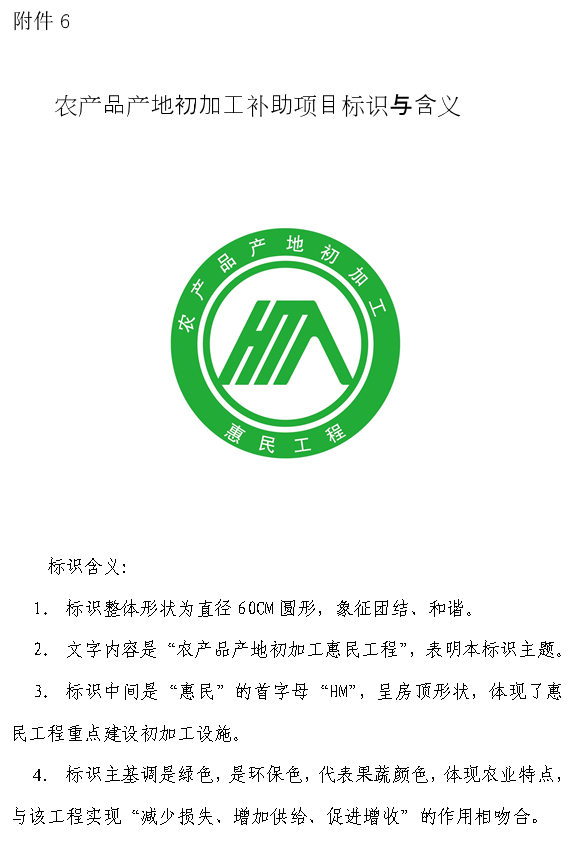 附件 6
农产品产地初加工补助项目标识与含义
农产品产地初加工
HM
惠民工程
标识含义：
1. 标识整体形状为直径 60CM 圆形，象征团结、和谐。
2. 文字内容是“农产品产地初加工惠民工程”，表明本标识主题。
3. 标识中间是“惠民”的首字母“HM”，呈房顶形状，体现了惠
民工程重点建设初加工设施。
4. 标识主基调是绿色，是环保色，代表果蔬颜色，体现农业特点，
与该工程实现“减少损失、增加供给、促进增收”的作用相吻合。